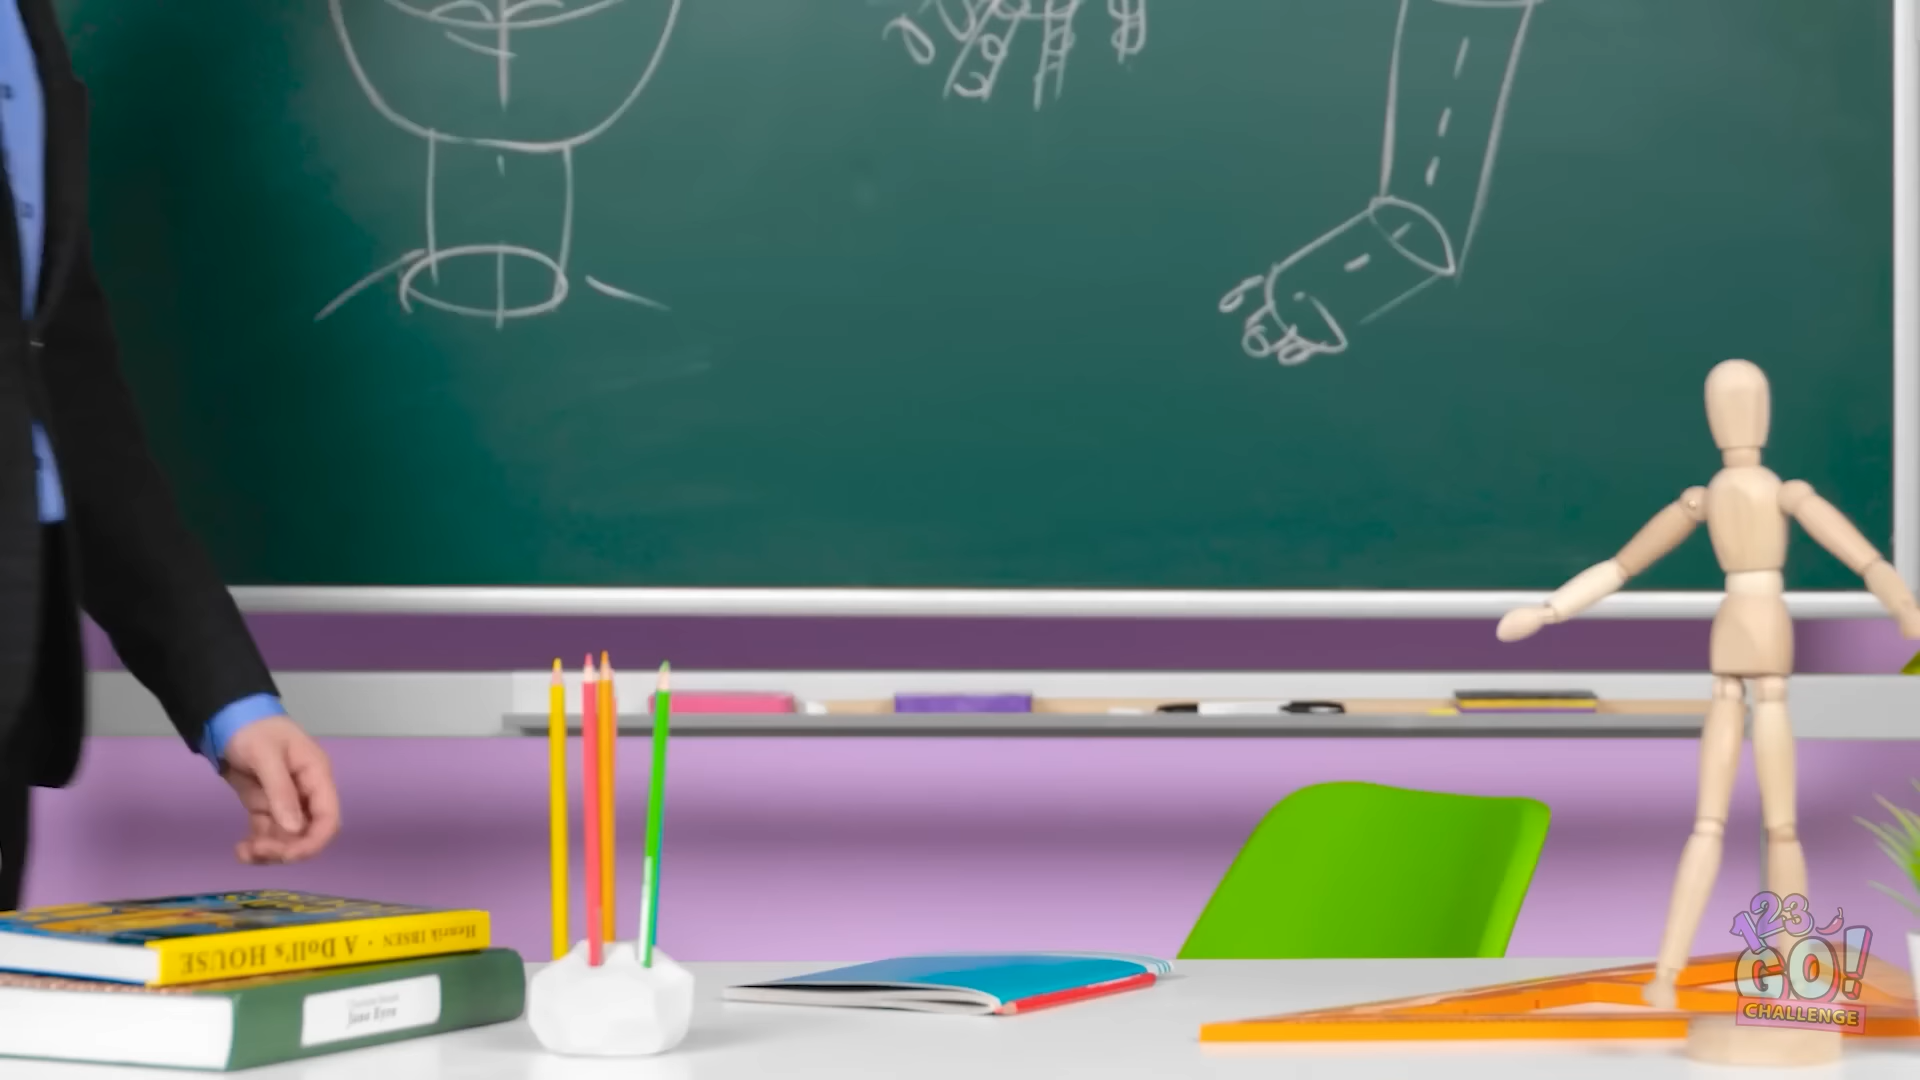 Henrik IBSEN · A Doll's HOUSE
Jane Eyre
123
GO!
CHALLENGE